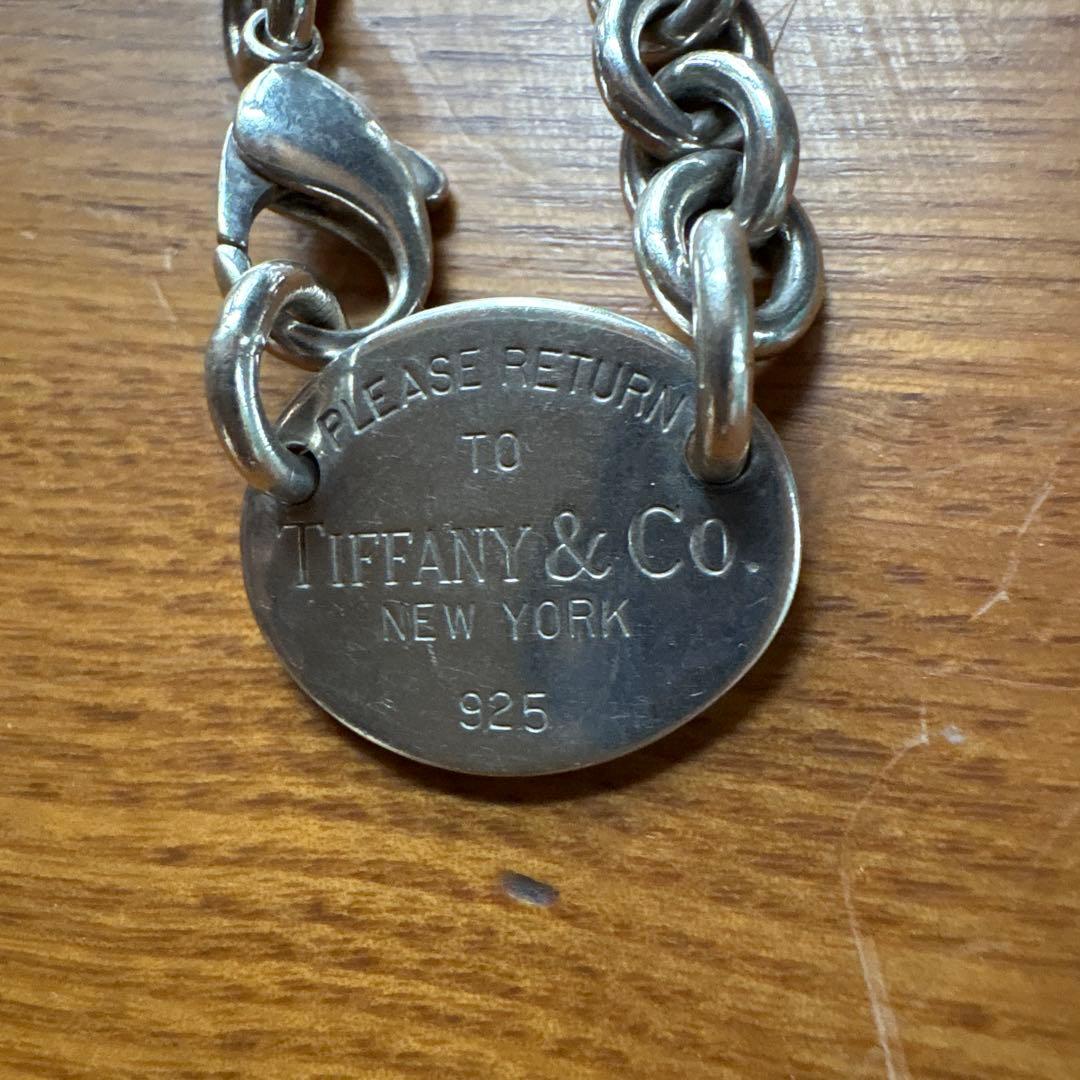 PLEASE RETURN
TO
TIFFANY & CO.
NEW YORK
925